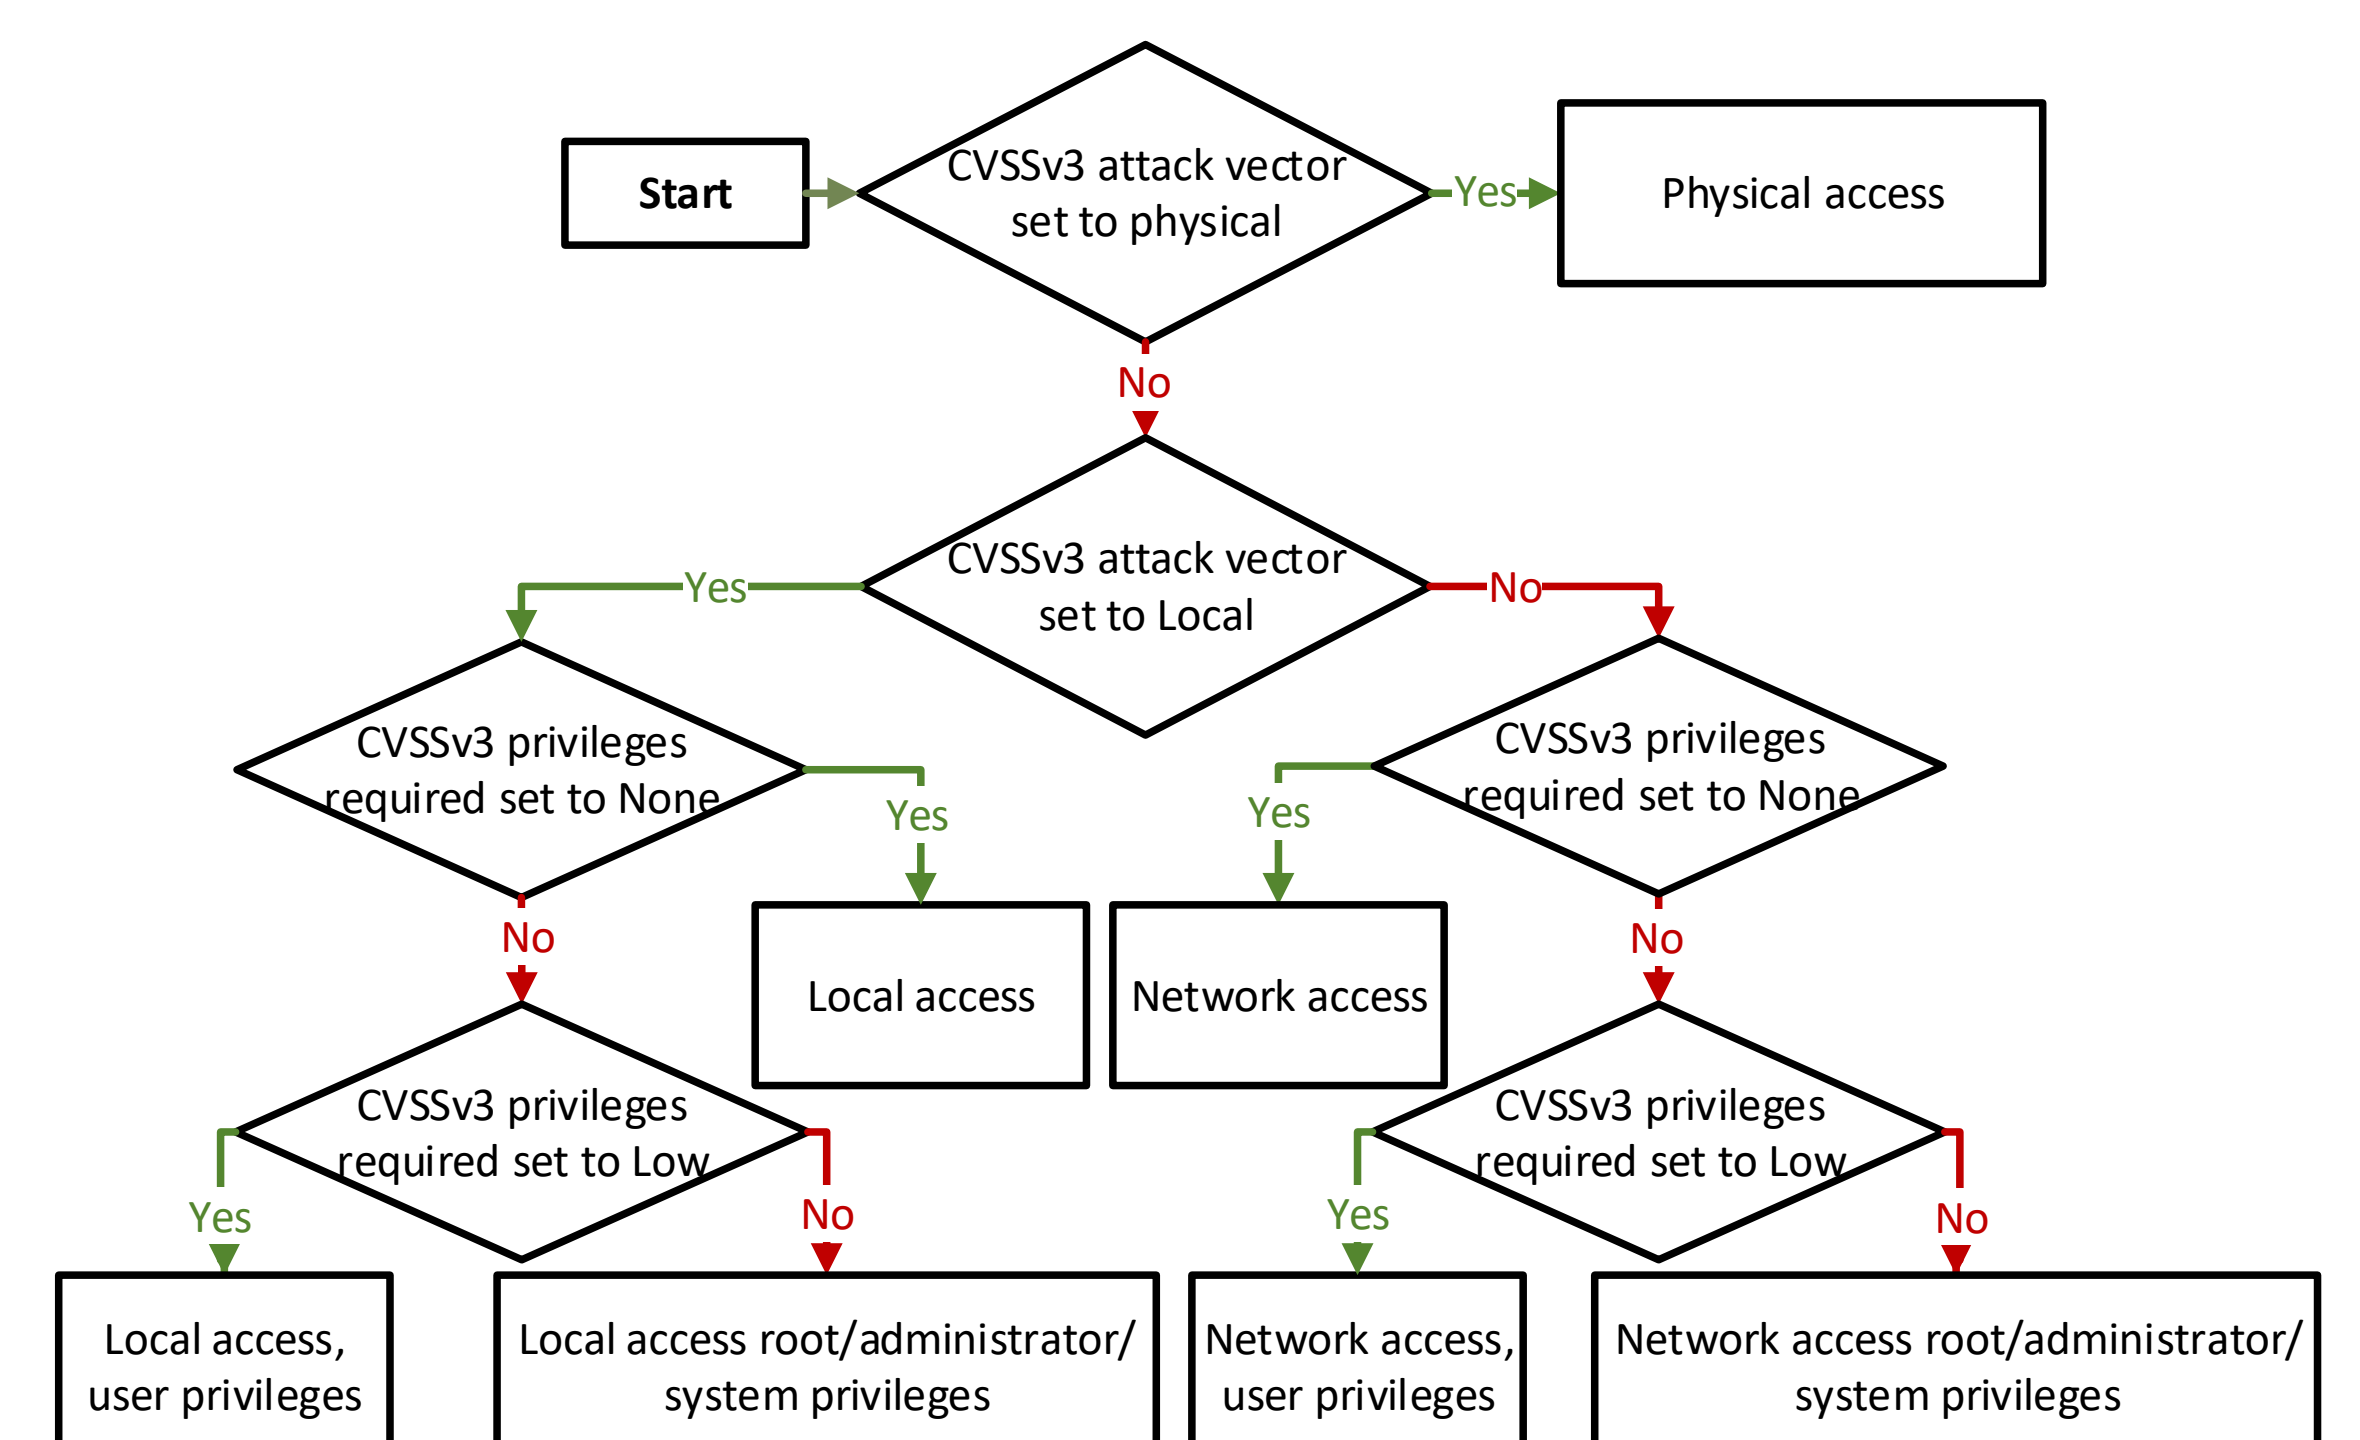 Start
CVSSv3 attack vector
set to physical
Yes
Physical access
No
CVSSv3 attack vector
set to Local
Yes
No
CVSSv3 privileges
required set to None
CVSSv3 privileges
required set to None
Yes
Yes
No
No
Local access
Network access
CVSSv3 privileges
required set to Low
CVSSv3 privileges
required set to Low
Yes
No
Yes
No
Local access,
user privileges
Local access root/administrator/
system privileges
Network access,
user privileges
Network access root/administrator/
system privileges